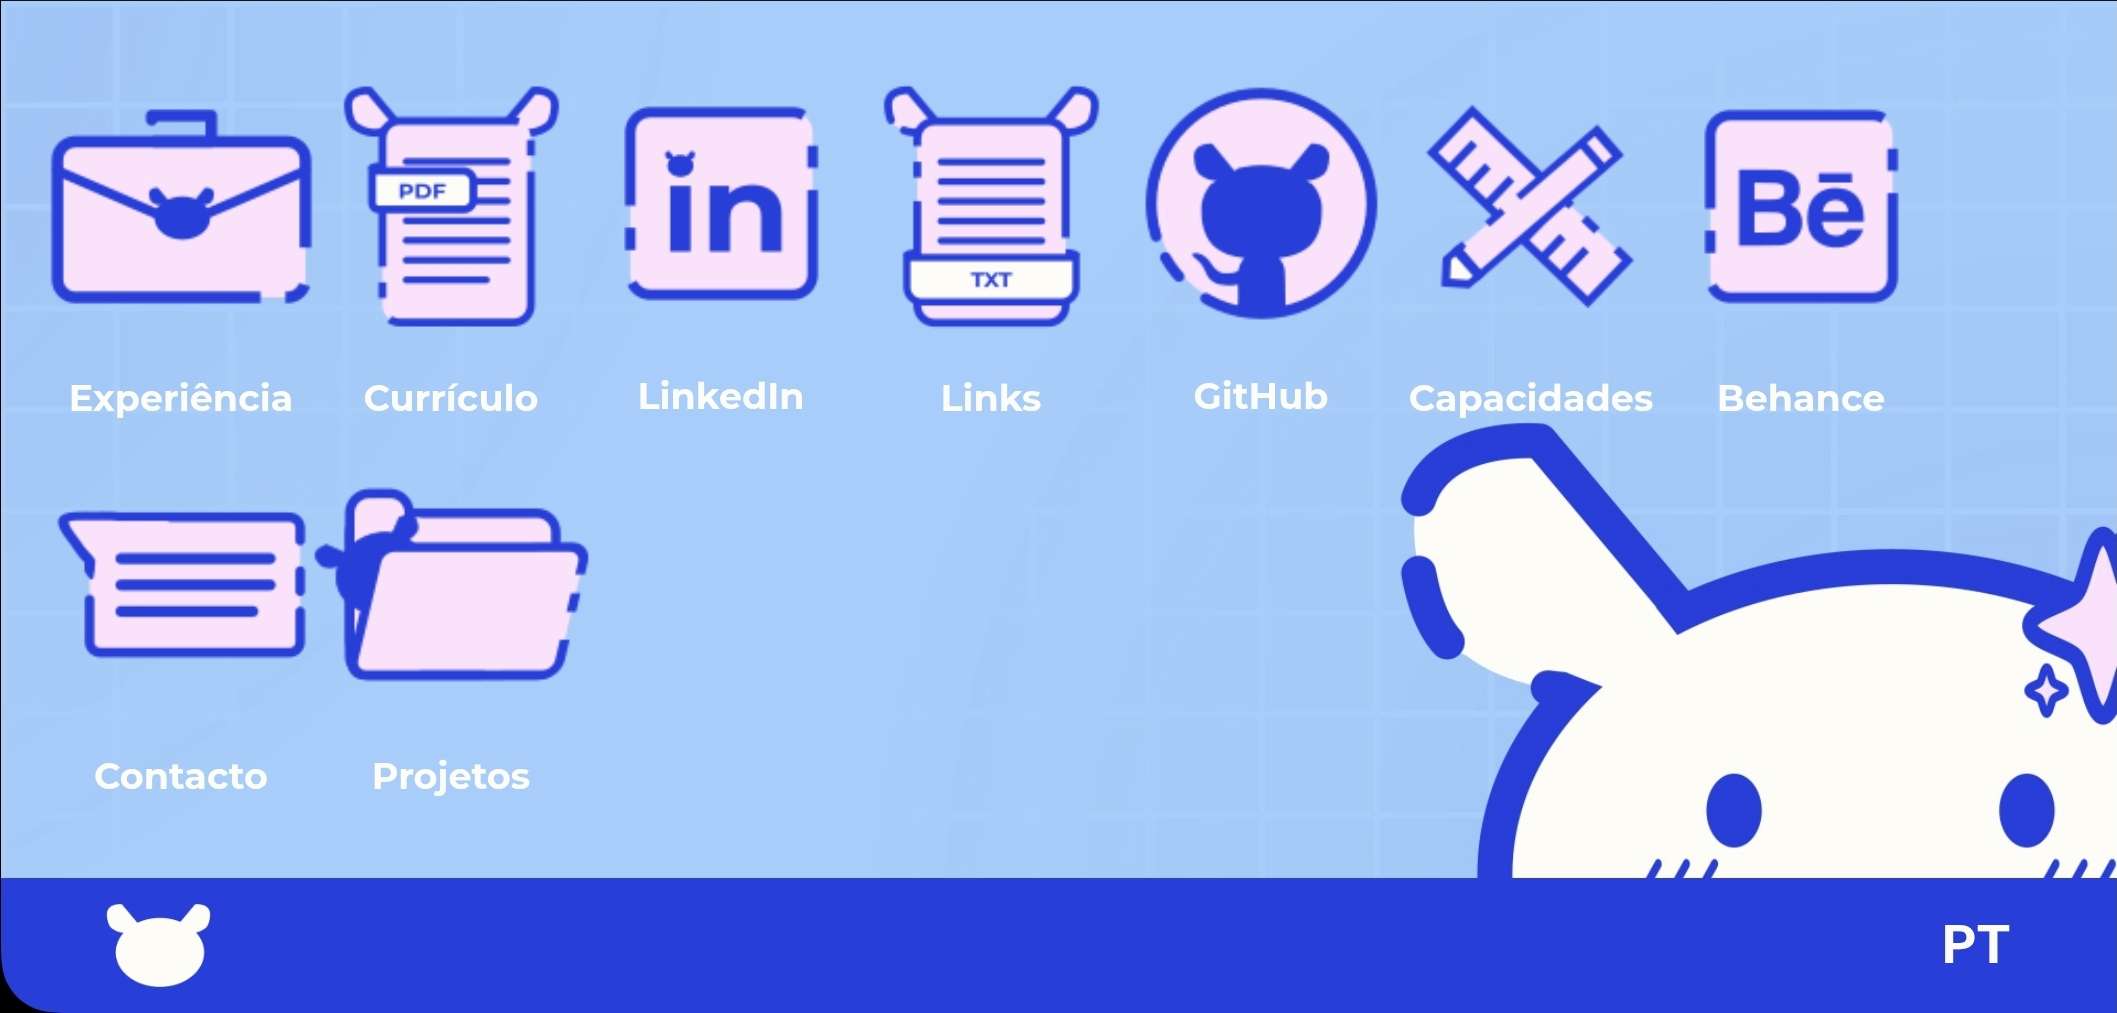 PDF
in
TXT
Bē
Experiência
Currículo
LinkedIn
Links
GitHub
Capacidades
Behance
Contacto
Projetos
PT